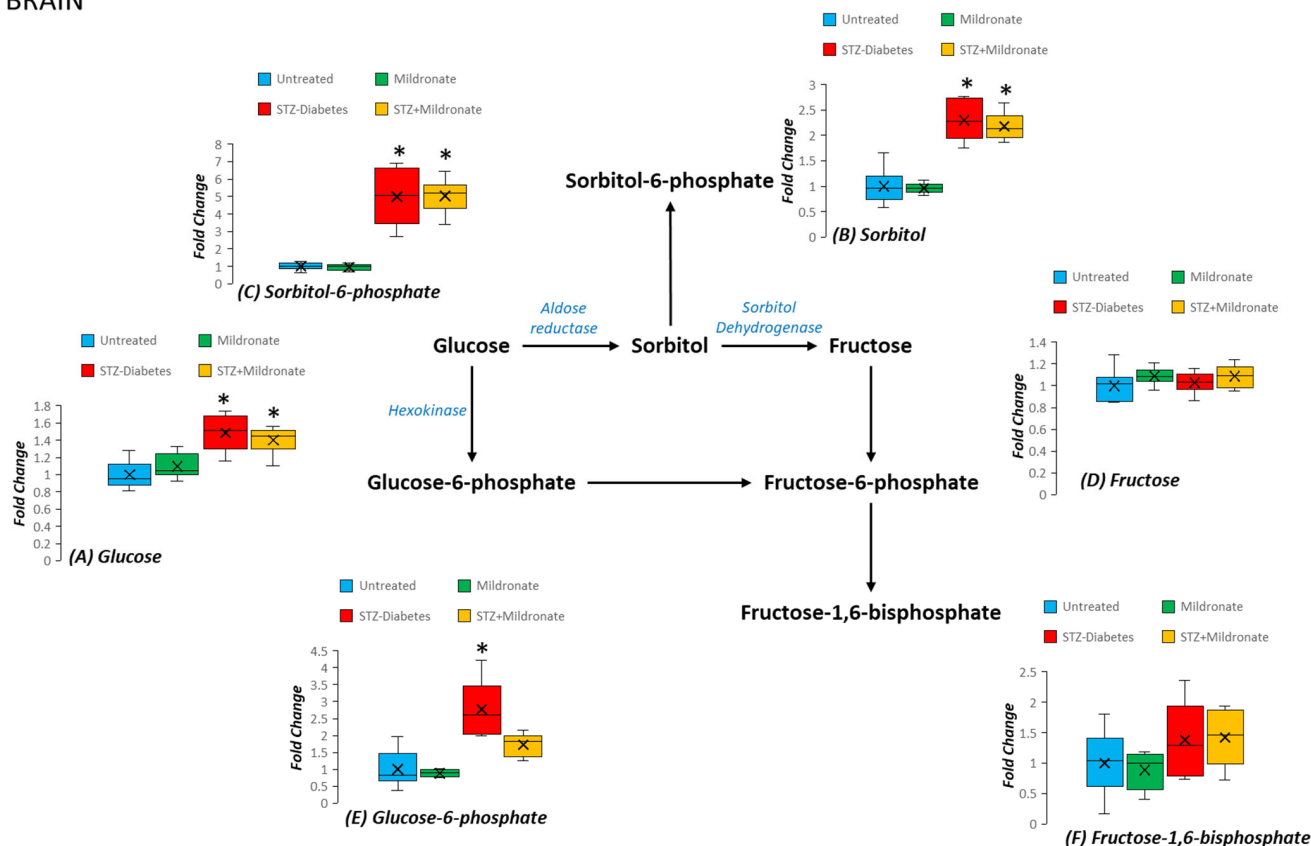 BRAIN
Untreated Mildronate
STZ-Diabetes STZ+Mildronate
3
2.5
2
1.5
1
0.5
0
Fold Change
* *
(B) Sorbitol
Untreated Mildronate
STZ-Diabetes STZ+Mildronate
8
7
6
5
4
3
2
1
0
Fold Change
* *
(C) Sorbitol-6-phosphate
Sorbitol-6-phosphate
Aldose
reductase
Sorbitol
Dehydrogenase
Glucose Sorbitol Fructose
Hexokinase
Glucose-6-phosphate Fructose-6-phosphate
Fructose-1,6-bisphosphate
Untreated Mildronate
STZ-Diabetes STZ+Mildronate
1.4
1.2
1
0.8
0.6
0.4
0.2
0
Fold Change
(D) Fructose
Untreated Mildronate
STZ-Diabetes STZ+Mildronate
1.8
1.6
1.4
1.2
1
0.8
0.6
0.4
0.2
0
Fold Change
* *
(A) Glucose
Untreated Mildronate
STZ-Diabetes STZ+Mildronate
4.5
4
3.5
3
2.5
2
1.5
1
0.5
0
Fold Change
*
(E) Glucose-6-phosphate
Untreated Mildronate
STZ-Diabetes STZ+Mildronate
2.5
2
1.5
1
0.5
0
Fold Change
(F) Fructose-1,6-bisphosphate